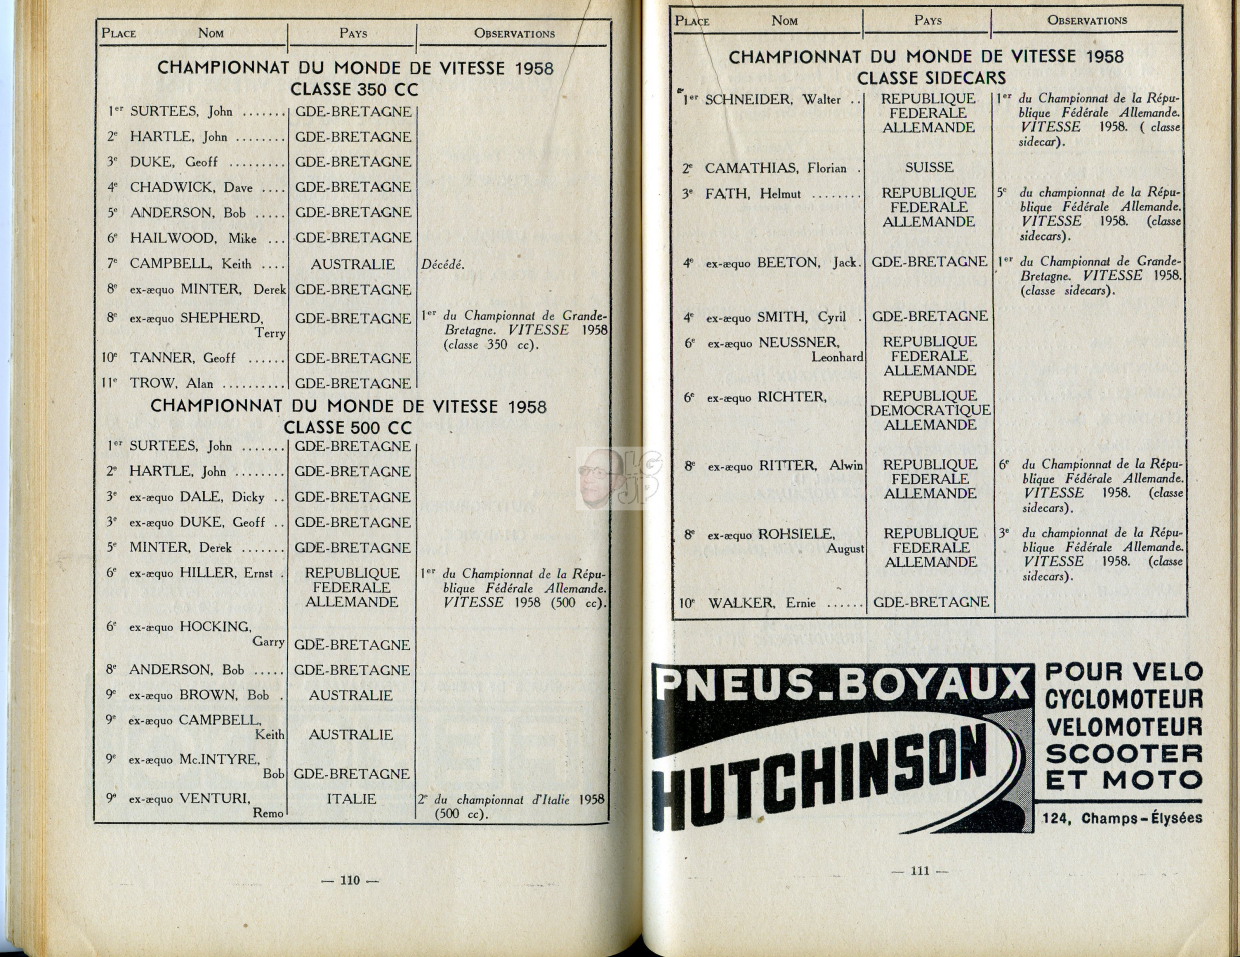 PLACE NOM PAYS OBSERVATIONS
CHAMPIONNAT DU MONDE DE VITESSE 1958
CLASSE 350 CC
1er SURTEES, John ....... GDE-BRETAGNE
2e HARTLE, John ........ GDE-BRETAGNE
3e DUKE, Geoff ......... GDE-BRETAGNE
4e CHADWICK, Dave .... GDE-BRETAGNE
5e ANDERSON, Bob ..... GDE-BRETAGNE
6e HAILWOOD, Mike ... GDE-BRETAGNE
7e CAMPBELL, Keith .... AUSTRALIE Décédé.
8e ex-æquo MINTER, Derek GDE-BRETAGNE
8e ex-æquo SHEPHERD, GDE-BRETAGNE 1er du Championnat de Grande-
Terry Bretagne. VITESSE 1958
(classe 350 cc).
10e TANNER, Geoff ...... GDE-BRETAGNE
11e TROW, Alan .......... GDE-BRETAGNE
CHAMPIONNAT DU MONDE DE VITESSE 1958
CLASSE 500 CC
1er SURTEES, John ....... GDE-BRETAGNE
2e HARTLE, John ........ GDE-BRETAGNE
3e ex-æquo DALE, Dicky .. GDE-BRETAGNE
3e ex-æquo DUKE, Geoff .. GDE-BRETAGNE
5e MINTER, Derek ....... GDE-BRETAGNE
6e ex-æquo HILLER, Ernst . REPUBLIQUE 1er du Championnat de la Répu-
FEDERALE blique Fédérale Allemande.
ALLEMANDE VITESSE 1958 (500 cc).
6e ex-æquo HOCKING,
Garry GDE-BRETAGNE
8e ANDERSON, Bob ..... GDE-BRETAGNE
9e ex-æquo BROWN, Bob . AUSTRALIE
9e ex-æquo CAMPBELL,
Keith AUSTRALIE
9e ex-æquo Mc.INTYRE,
Bob GDE-BRETAGNE
9e ex-æquo VENTURI, ITALIE 2e du championnat d'Italie 1958
Remo (500 cc).
— 110 —
PLACE NOM PAYS OBSERVATIONS
CHAMPIONNAT DU MONDE DE VITESSE 1958
CLASSE SIDECARS
1er SCHNEIDER, Walter .. REPUBLIQUE 1er du Championnat de la Répu-
FEDERALE blique Fédérale Allemande.
ALLEMANDE VITESSE 1958. ( classe
sidecar).
2e CAMATHIAS, Florian . SUISSE
3e FATH, Helmut ........ REPUBLIQUE 5e du championnat de la Répu-
FEDERALE blique Fédérale Allemande.
ALLEMANDE VITESSE 1958. (classe
sidecars).
4e ex-æquo BEETON, Jack. GDE-BRETAGNE 1er du Championnat de Grande-
Bretagne. VITESSE 1958.
(classe sidecars).
4e ex-æquo SMITH, Cyril . GDE-BRETAGNE
6e ex-æquo NEUSSNER, REPUBLIQUE
Leonhard FEDERALE
ALLEMANDE
6e ex-æquo RICHTER, REPUBLIQUE
DEMOCRATIQUE
ALLEMANDE
8e ex-æquo RITTER, Alwin REPUBLIQUE 6e du Championnat de la Répu-
FEDERALE blique Fédérale Allemande.
ALLEMANDE VITESSE 1958. (classe
sidecars).
8e ex-æquo ROHSIELE, REPUBLIQUE 3e du championnat de la Répu-
August FEDERALE blique Fédérale Allemande.
ALLEMANDE VITESSE 1958. (classe
sidecars).
10e WALKER, Ernie ...... GDE-BRETAGNE
PNEUS-BOYAUX
HUTCHINSON
POUR VELO
CYCLOMOTEUR
VELOMOTEUR
SCOOTER
ET MOTO
124, Champs-Élysées
— 111 —
LG
JP